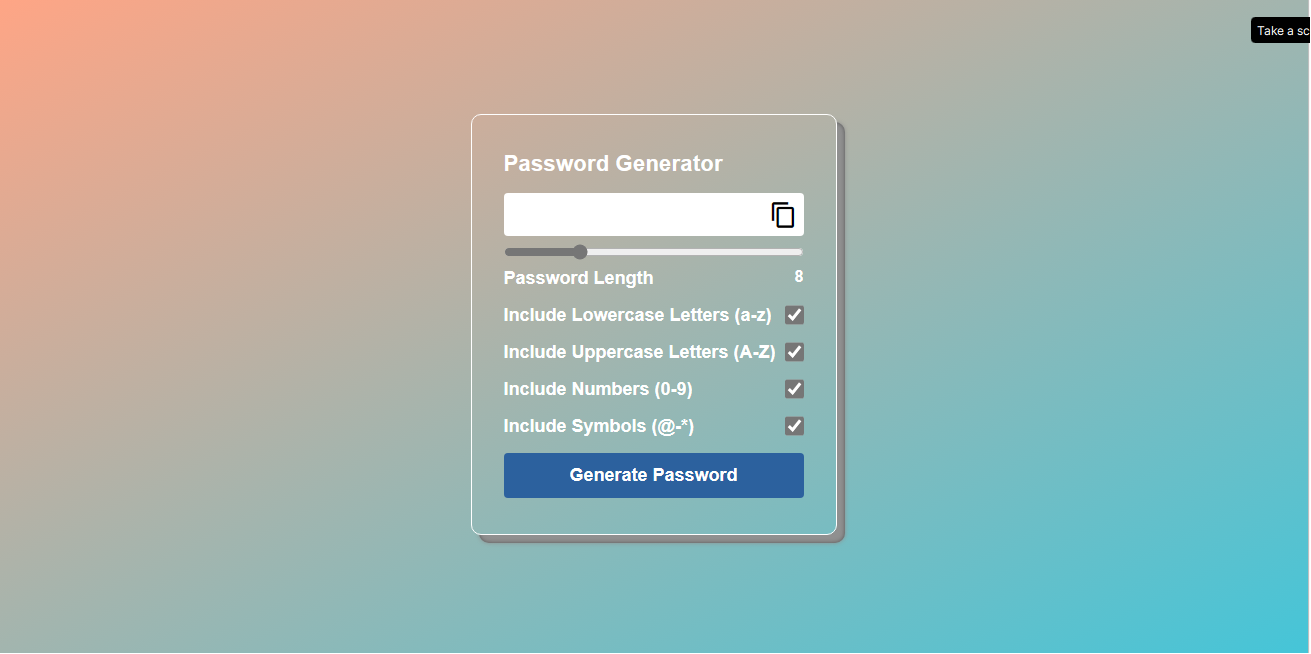 Take a sc
Password Generator
Password Length 8
Include Lowercase Letters (a-z)
Include Uppercase Letters (A-Z)
Include Numbers (0-9)
Include Symbols (@-*)
Generate Password